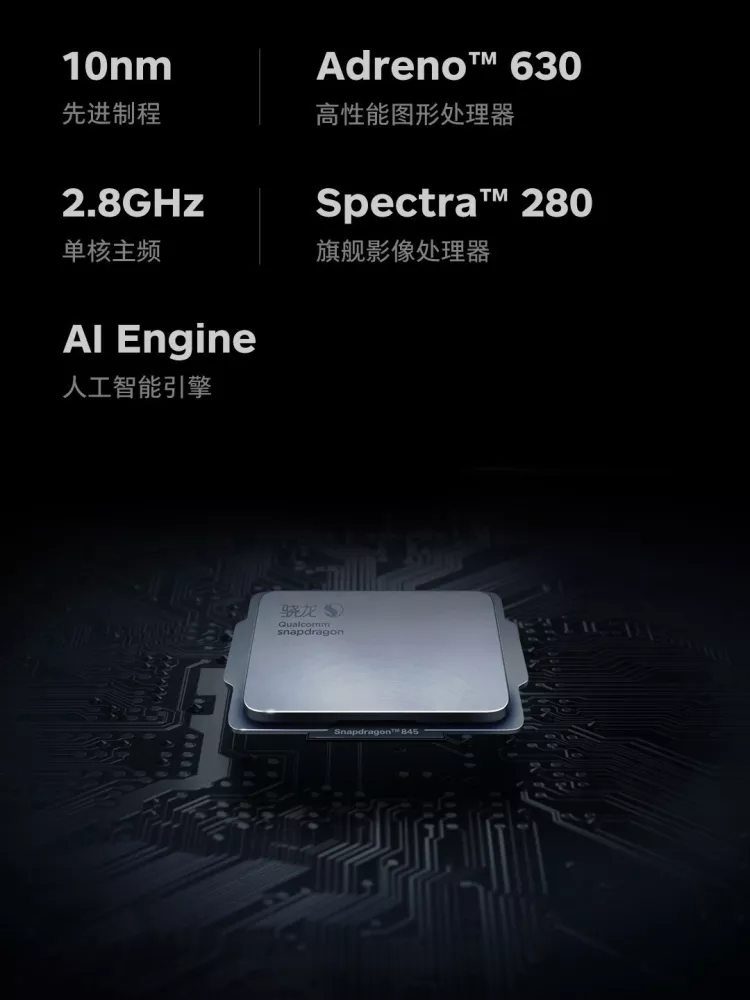 10nm
先进制程
Adreno™ 630
高性能图形处理器
2.8GHz
单核主频
Spectra™ 280
旗舰影像处理器
AI Engine
人工智能引擎
骁龙
Qualcomm
snapdragon
Snapdragon™ 845